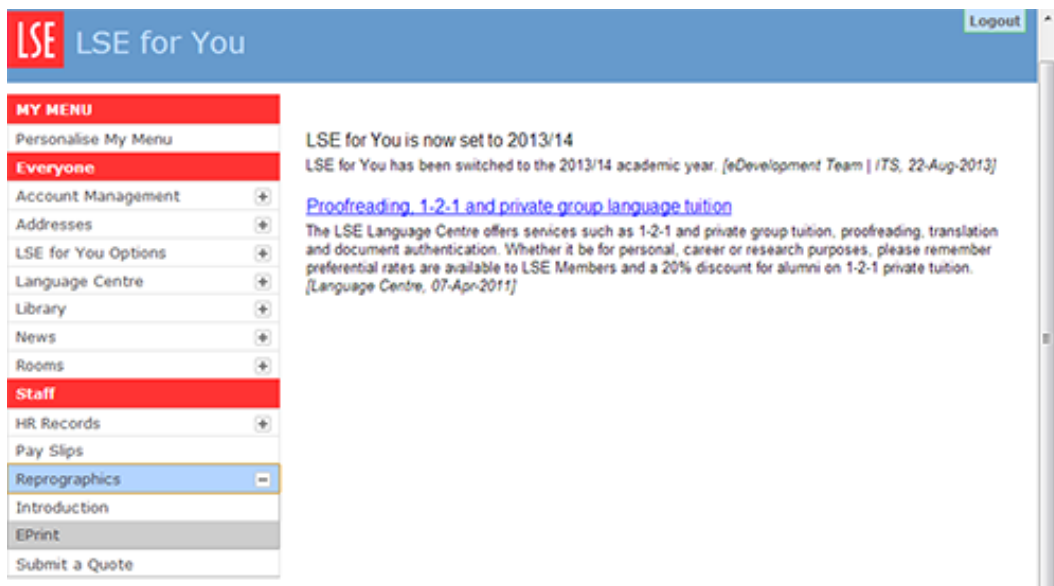 Logout
LSE LSE for You
MY MENU
Personalise My Menu
Everyone
Account Management
Addresses
LSE for You Options
Language Centre
Library
News
Rooms
Staff
HR Records
Pay Slips
Reprographics
Introduction
EPrint
Submit a Quote
LSE for You is now set to 2013/14
LSE for You has been switched to the 2013/14 academic year. [eDevelopment Team | ITS, 22-Aug-2013]
Proofreading, 1-2-1 and private group language tuition
The LSE Language Centre offers services such as 1-2-1 and private group tuition, proofreading, translation
and document authentication. Whether it be for personal, career or research purposes, please remember
preferential rates are available to LSE Members and a 20% discount for alumni on 1-2-1 private tuition.
[Language Centre, 07-Apr-2011]